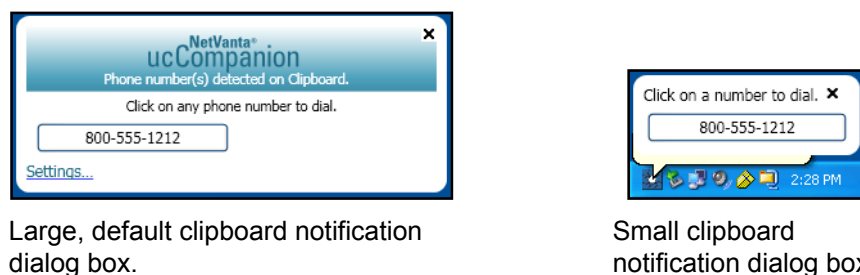 NetVanta®
ucCompanion
Phone number(s) detected on Clipboard.
Click on any phone number to dial.
800-555-1212
Settings...
Large, default clipboard notification
dialog box.
Click on a number to dial.
800-555-1212
2:28 PM
Small clipboard
notification dialog box